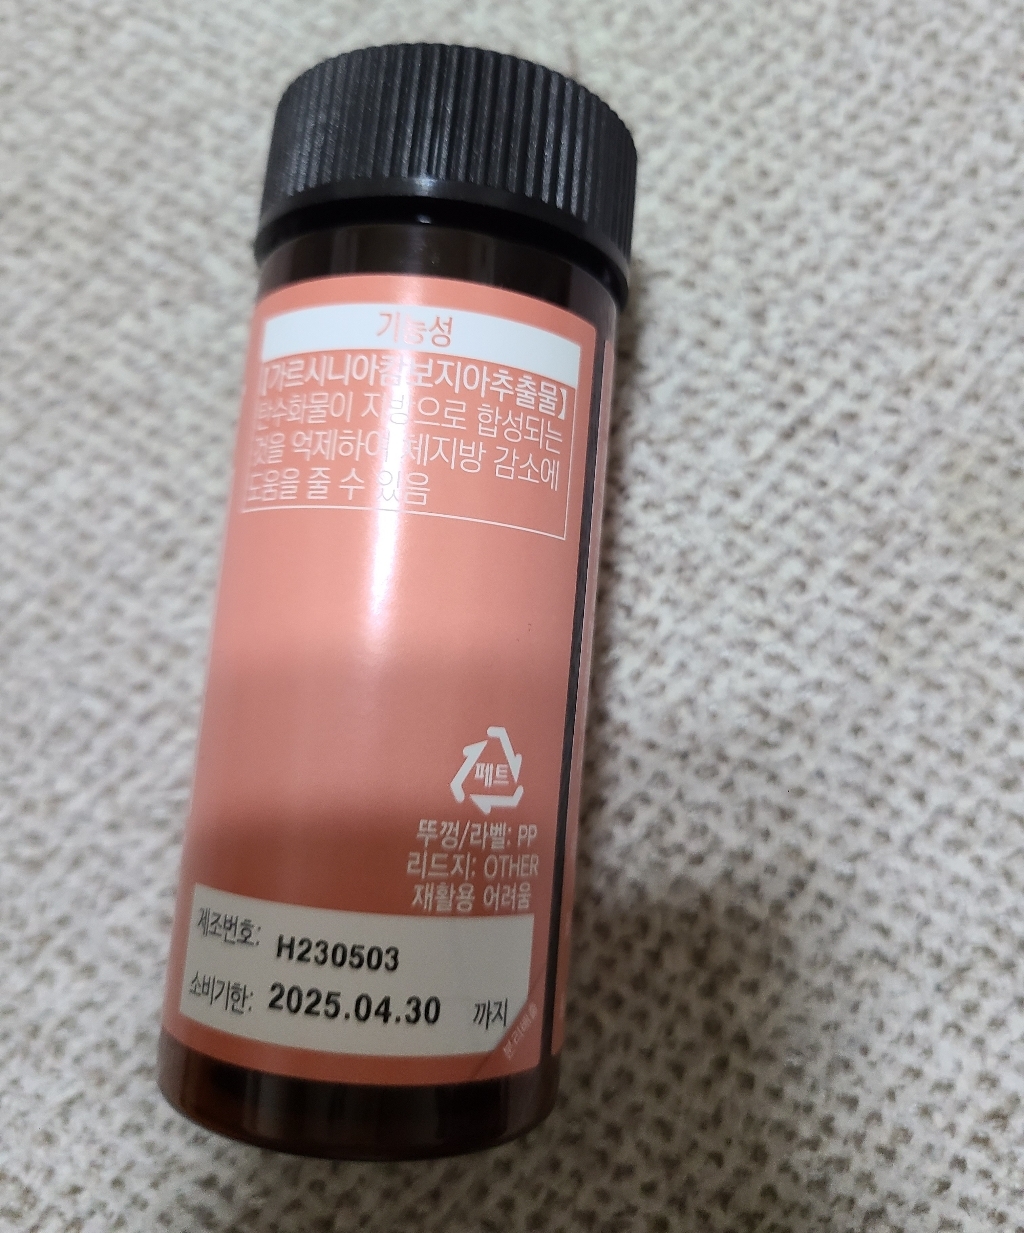 기능성
【가르시니아캄보지아추출물】
탄수화물이 지방으로 합성되는
것을 억제하여 체지방 감소에
도움을 줄 수 있음
페트
뚜껑/라벨: PP
리드지: OTHER
재활용 어려움
제조번호: H230503
소비기한: 2025.04.30 까지
분리배출